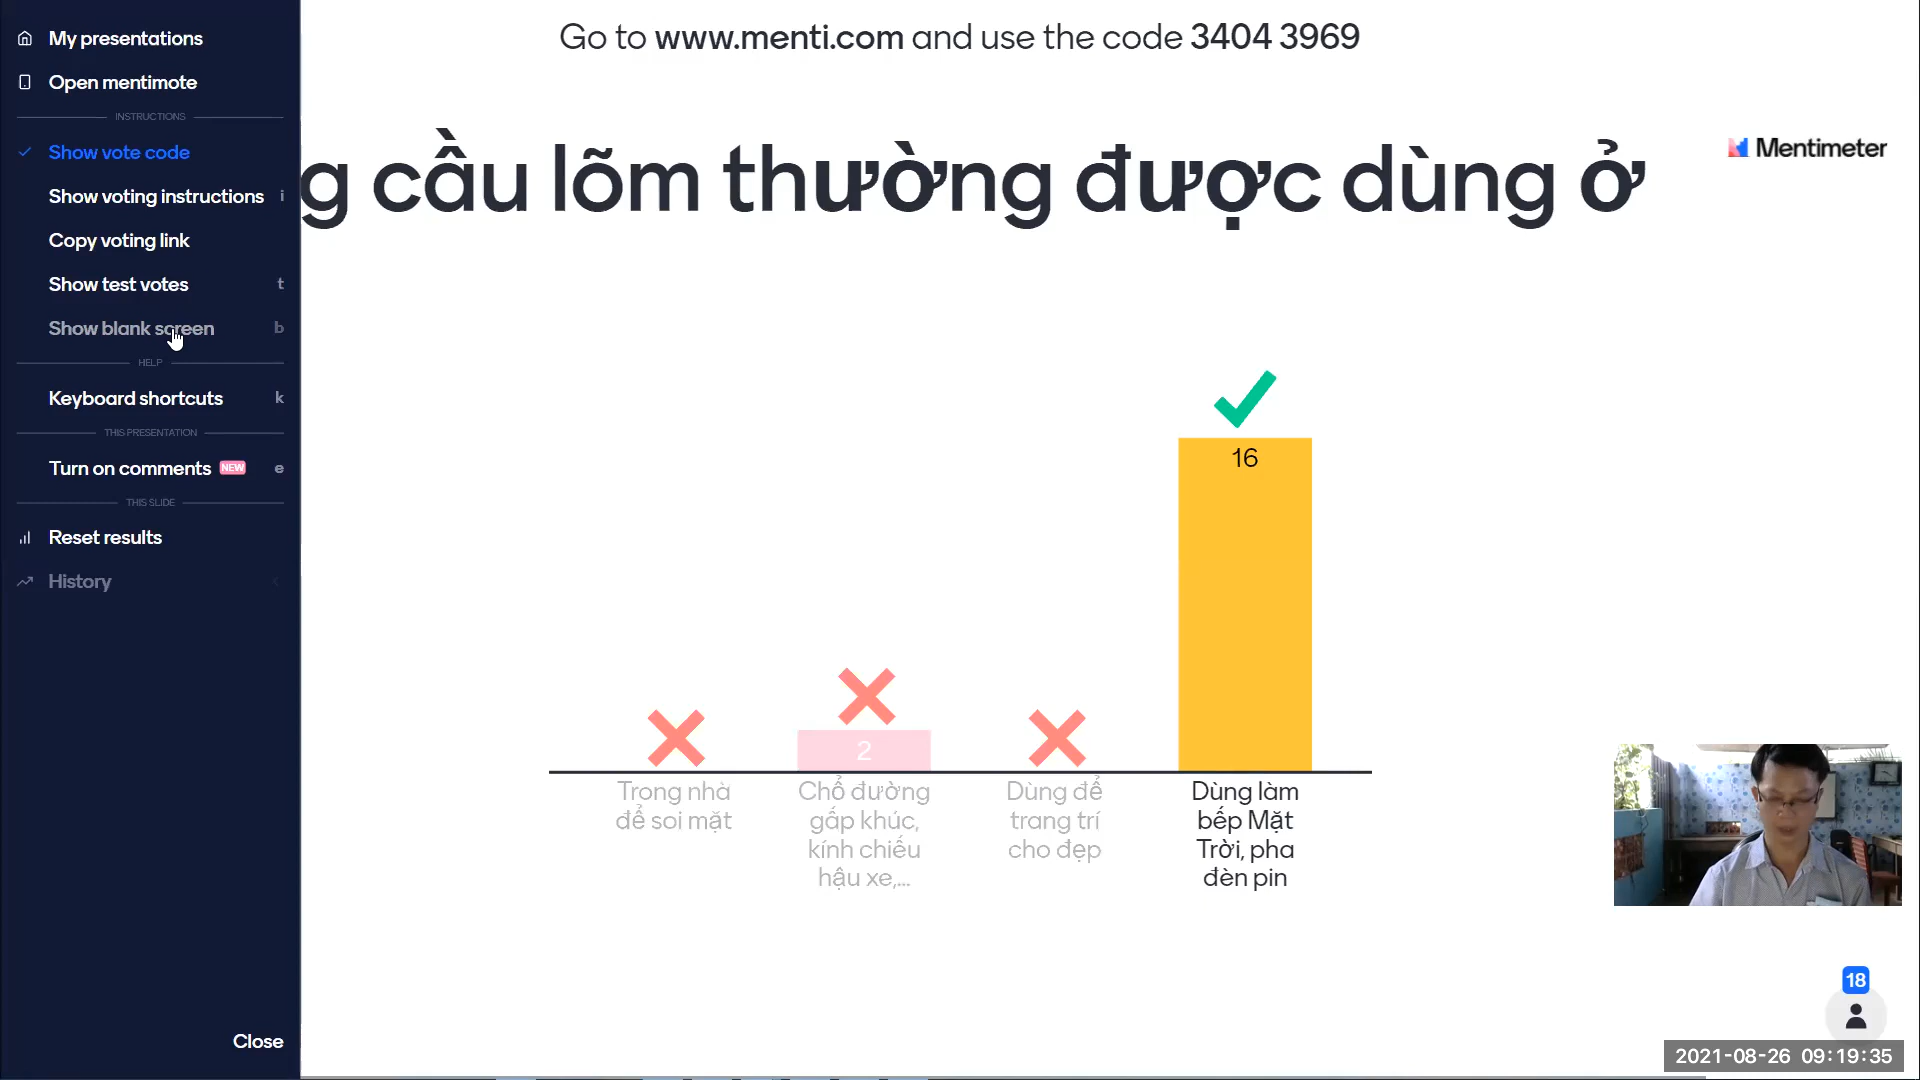 My presentations
Open mentimote
INSTRUCTIONS
Show vote code
Show voting instructions i
Copy voting link
Show test votes t
Show blank screen b
HELP
Keyboard shortcuts k
THIS PRESENTATION
Turn on comments NEW e
THIS SLIDE
Reset results
History
Close
Go to www.menti.com and use the code 3404 3969
g cầu lõm thường được dùng ở
Mentimeter
16
2
Trong nhà
để soi mặt
Chổ đường
gấp khúc,
kính chiếu
hậu xe,...
Dùng để
trang trí
cho đẹp
Dùng làm
bếp Mặt
Trời, pha
đèn pin
18
2021-08-26 09:19:35